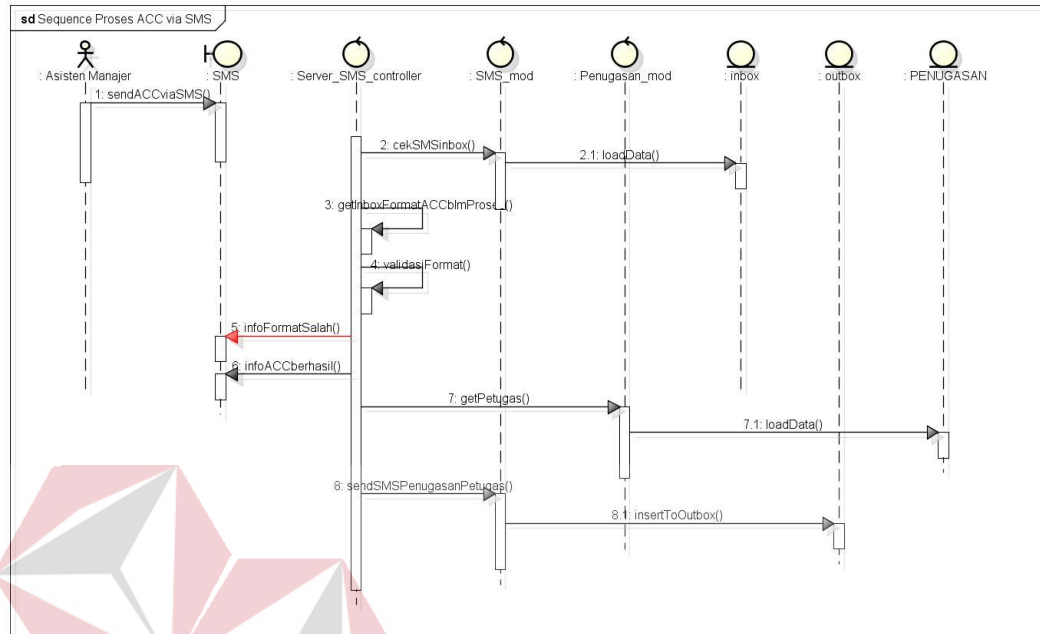 sd Sequence Proses ACC via SMS
: Asisten Manajer
: SMS
: Server_SMS_controller
: SMS_mod
: Penugasan_mod
: inbox
: outbox
: PENUGASAN
1: sendACCviaSMS()
2: cekSMSinbox()
2.1: loadData()
3: getInboxFormatACCblmProses()
4: validasiFormat()
5: infoFormatSalah()
6: infoACCberhasil()
7: getPetugas()
7.1: loadData()
8: sendSMSPenugasanPetugas()
8.1: insertToOutbox()